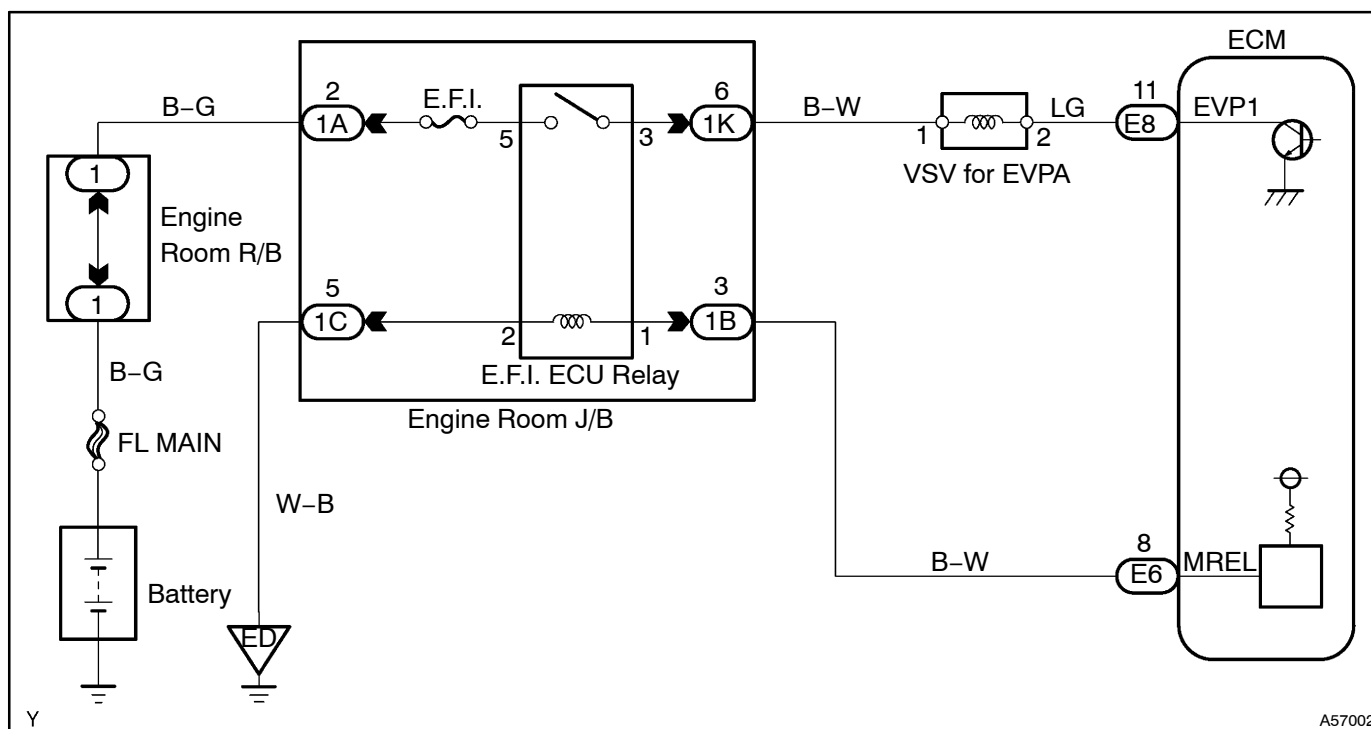 ECM
B–G
2
1A
E.F.I.
5
3
6
1K
B–W
1
2
LG
11
E8
EVP1
VSV for EVPA
1
Engine
Room R/B
1
5
1C
2
1
3
1B
E.F.I. ECU Relay
Engine Room J/B
B–G
FL MAIN
W–B
Battery
ED
B–W
8
E6
MREL
Y
A57002